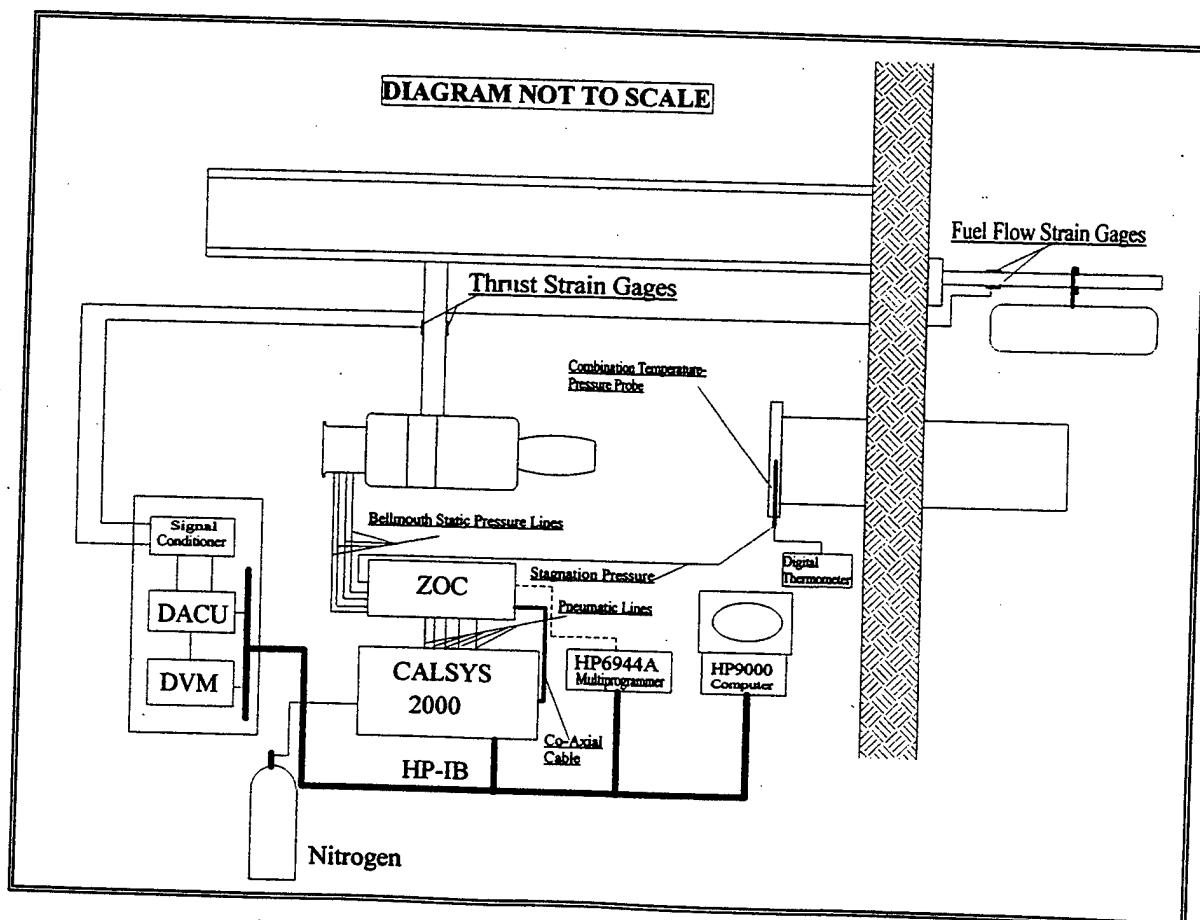 DIAGRAM NOT TO SCALE
Fuel Flow Strain Gages
Thrust Strain Gages
Combination Temperature-
Pressure Probe
Bellmouth Static Pressure Lines
Signal
Conditioner
Stagnation Pressure
Digital
Thermometer
ZOC
Pneumatic Lines
DACU
DVM
CALSYS
2000
HP6944A
Multiprogrammer
HP9000
Computer
Co-Axial
Cable
HP-IB
Nitrogen